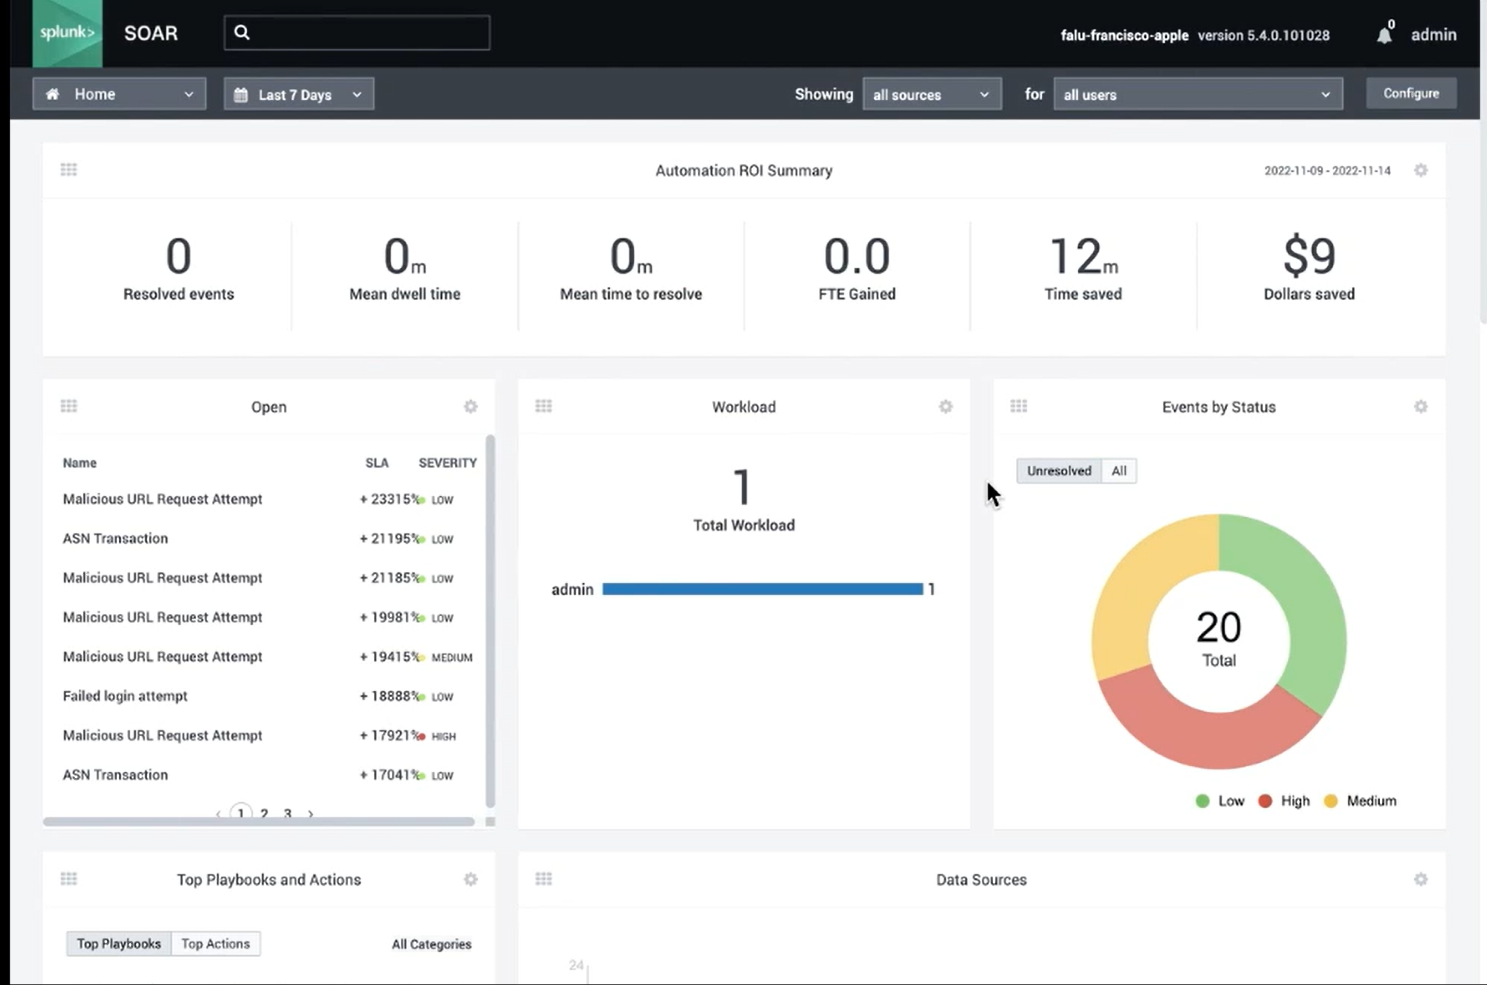 splunk> SOAR falu-francisco-apple version 5.4.0.101028 0 admin
Home Last 7 Days Showing all sources for all users Configure
Automation ROI Summary 2022-11-09 - 2022-11-14
0 0m 0m 0.0 12m $9
Resolved events Mean dwell time Mean time to resolve FTE Gained Time saved Dollars saved
Open
Name SLA SEVERITY
Malicious URL Request Attempt + 23315% LOW
ASN Transaction + 21195% LOW
Malicious URL Request Attempt + 21185% LOW
Malicious URL Request Attempt + 19981% LOW
Malicious URL Request Attempt + 19415% MEDIUM
Failed login attempt + 18888% LOW
Malicious URL Request Attempt + 17921% HIGH
ASN Transaction + 17041% LOW
‹ 1 2 3 ›
Workload
1
Total Workload
admin 1
Events by Status
Unresolved All
20
Total
Low High Medium
Top Playbooks and Actions
Top Playbooks Top Actions All Categories
Data Sources
24